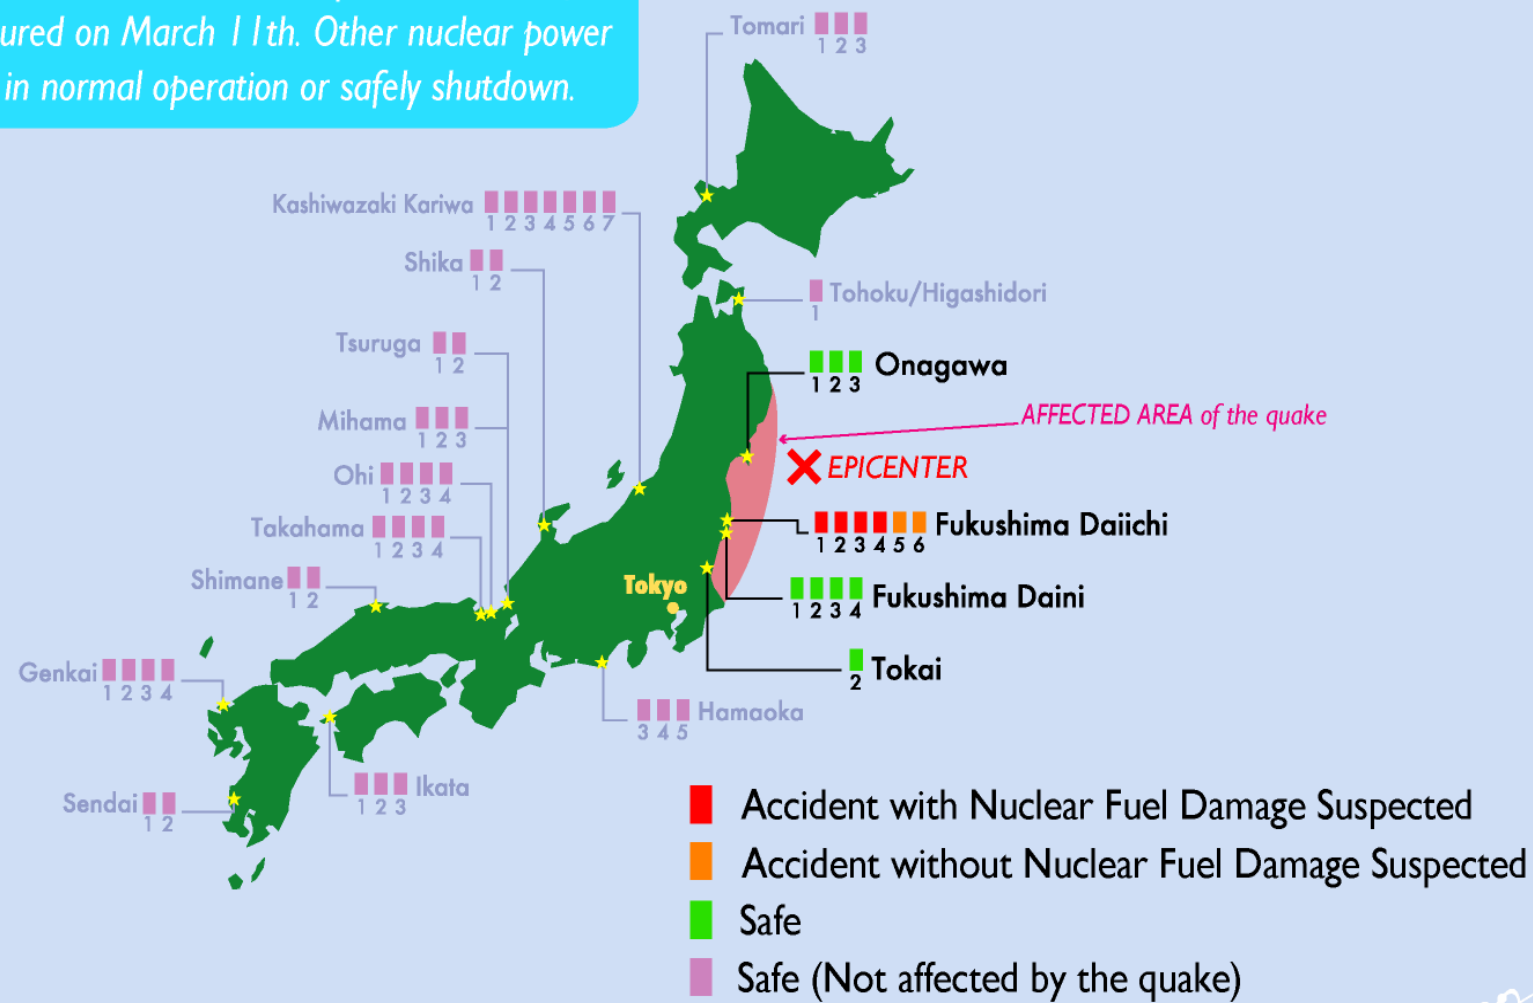 ured on March 11th. Other nuclear power
in normal operation or safely shutdown.
Tomari
1 2 3
Kashiwazaki Kariwa
1 2 3 4 5 6 7
Shika
1 2
Tohoku/Higashidori
1
Tsuruga
1 2
Onagawa
1 2 3
Mihama
1 2 3
AFFECTED AREA of the quake
EPICENTER
Ohi
1 2 3 4
Takahama
1 2 3 4
Fukushima Daiichi
1 2 3 4 5 6
Shimane
1 2
Tokyo
Fukushima Daini
1 2 3 4
Genkai
1 2 3 4
Tokai
2
Hamaoka
3 4 5
Ikata
1 2 3
Sendai
1 2
Accident with Nuclear Fuel Damage Suspected
Accident without Nuclear Fuel Damage Suspected
Safe
Safe (Not affected by the quake)